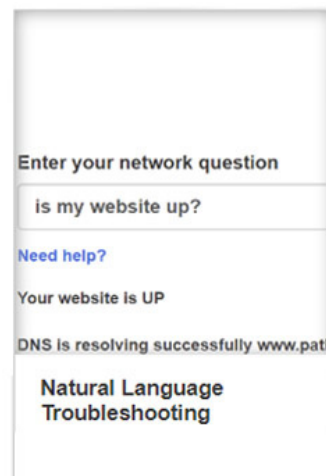 Enter your network question
is my website up?
Need help?
Your website is UP
DNS is resolving successfully www.pat
Natural Language
Troubleshooting